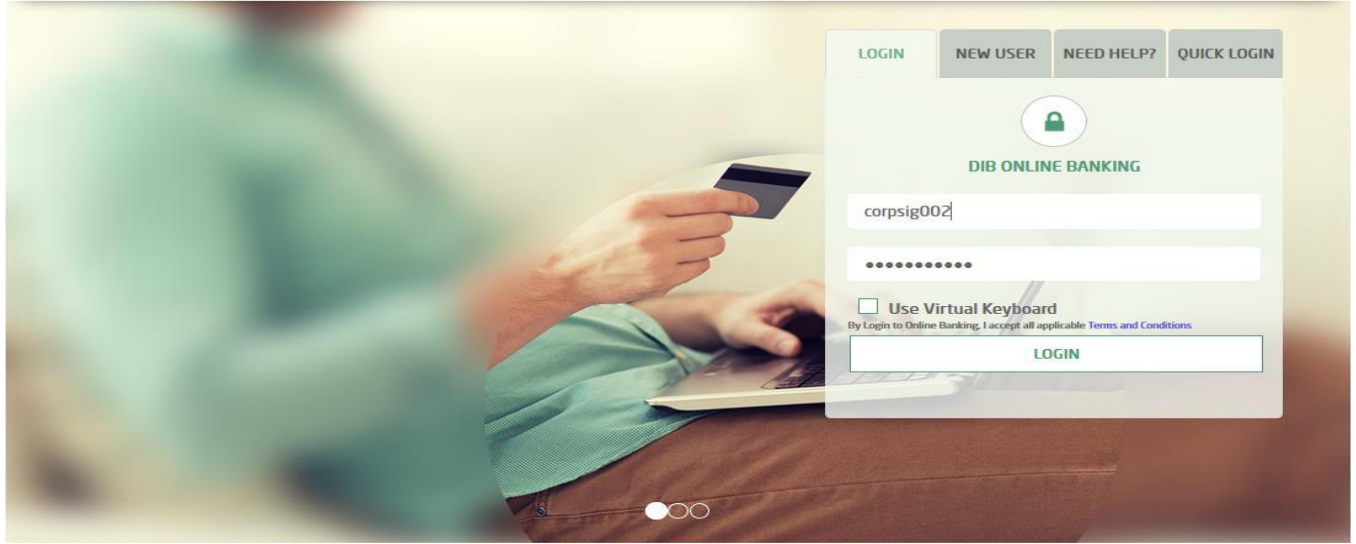 LOGIN NEW USER NEED HELP? QUICK LOGIN
DIB ONLINE BANKING
corpsig002
•••••••••••
Use Virtual Keyboard
By Login to Online Banking, I accept all applicable Terms and Conditions
LOGIN